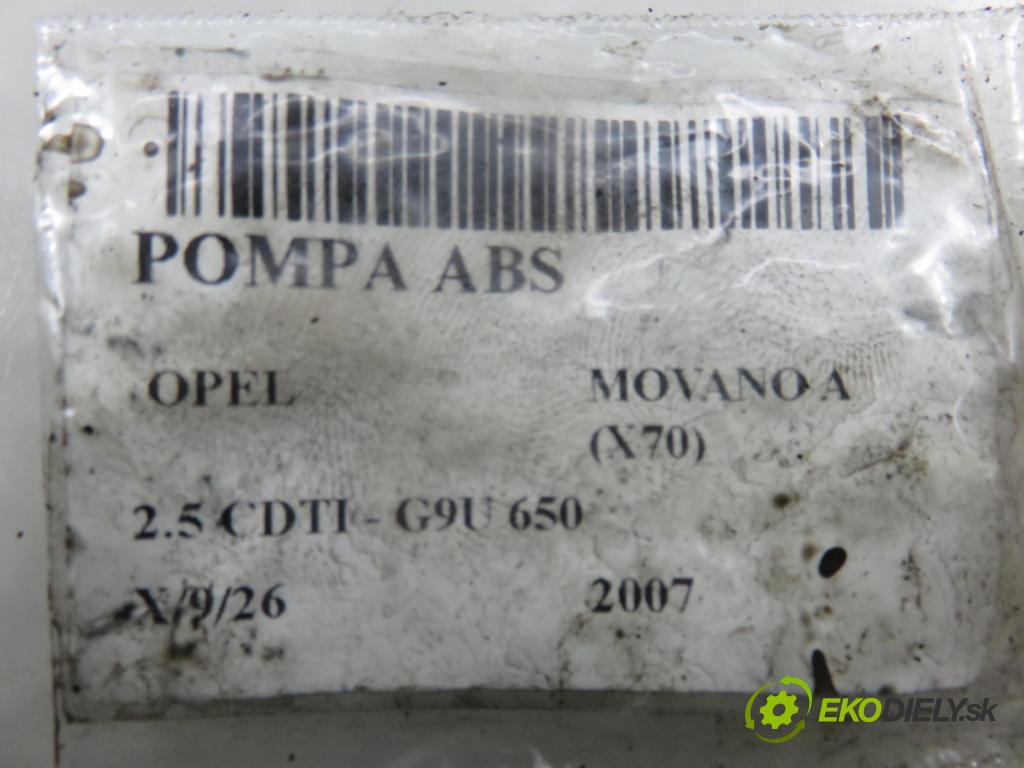 POMPA ABS
OPEL MOVANO A
(X70)
2.5 CDTI - G9U 650
X/9/26 2007
EKODIELY.sk